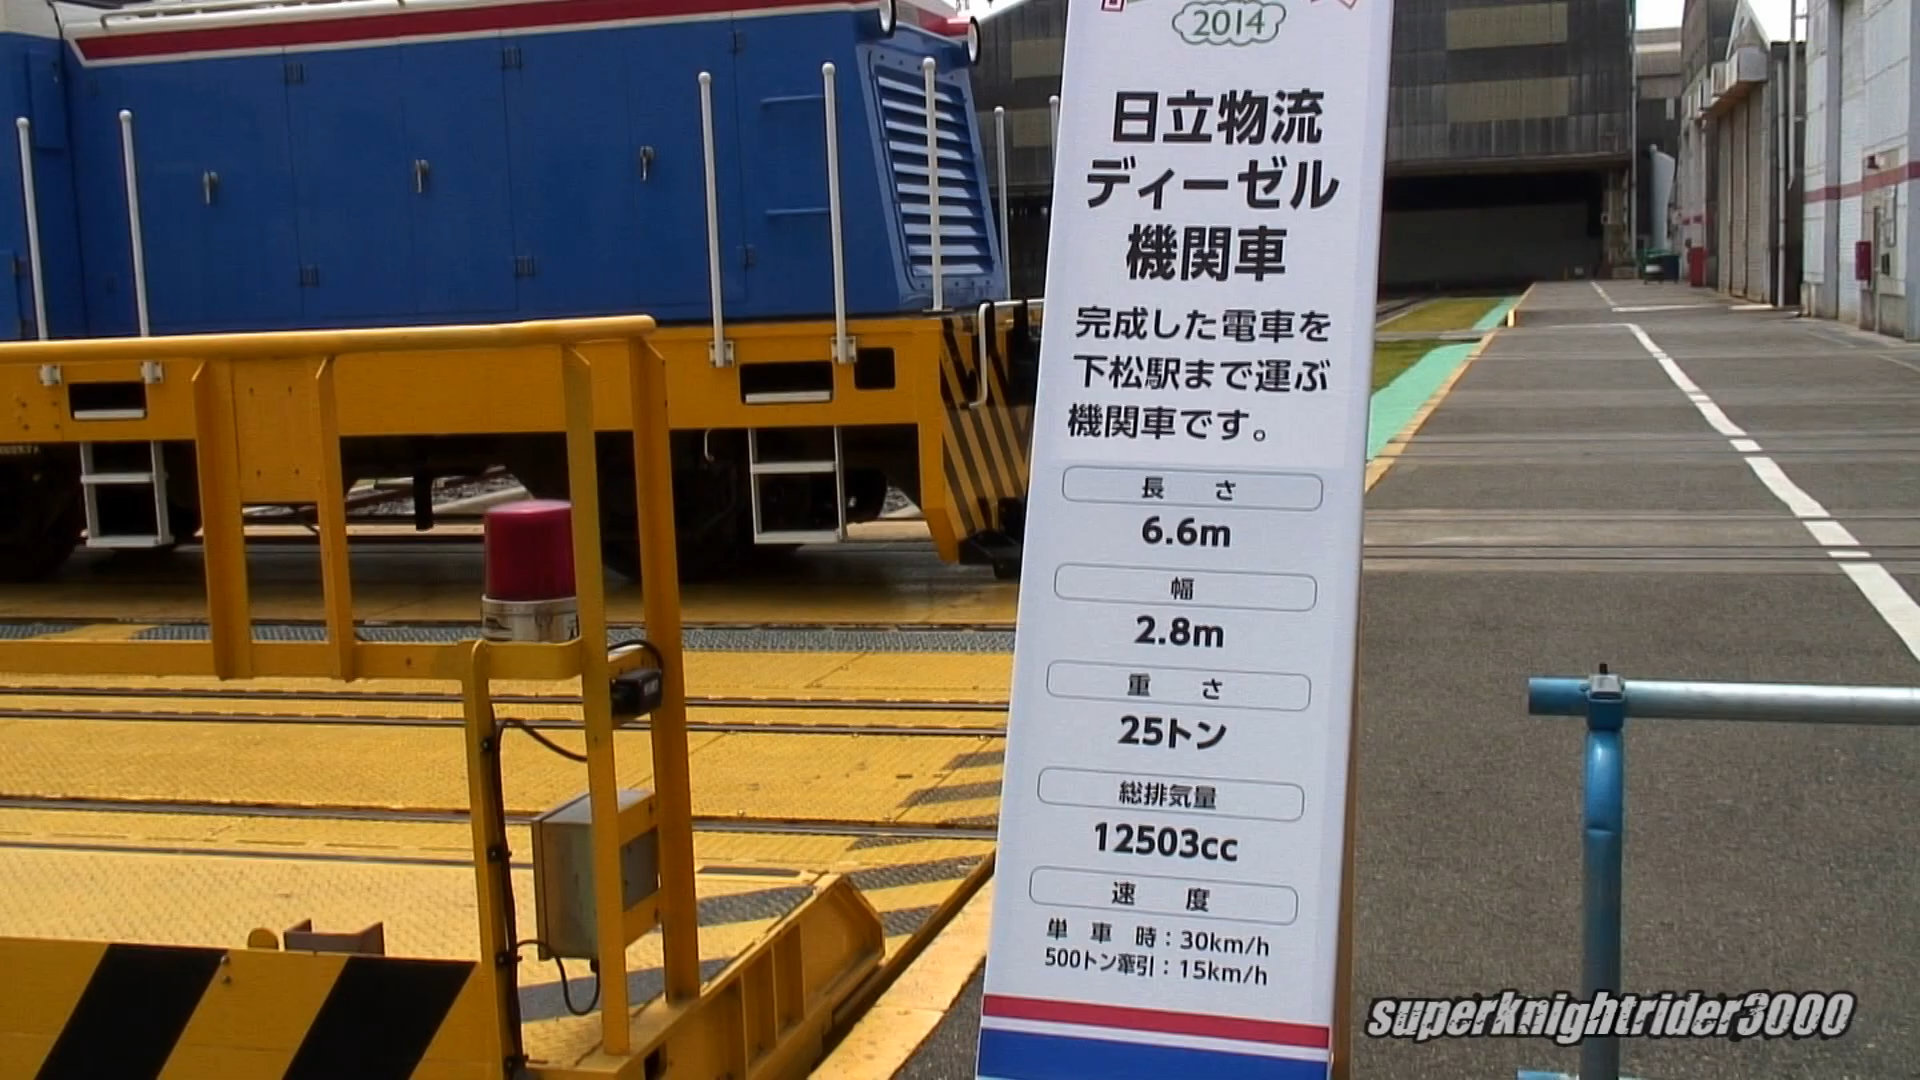 2014
日立物流
ディーゼル
機関車
完成した電車を
下松駅まで運ぶ
機関車です。
長 さ
6.6m
幅
2.8m
重 さ
25トン
総排気量
12503cc
速 度
単 車 時：30km/h
500トン牽引：15km/h
superknightrider3000